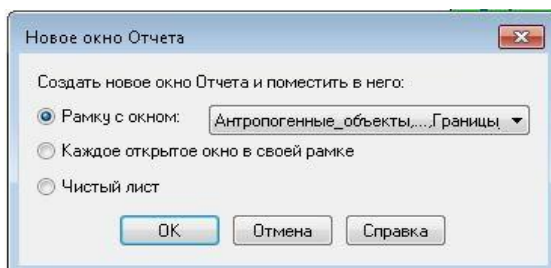 Новое окно Отчета
Создать новое окно Отчета и поместить в него:
Рамку с окном: Антропогенные_объекты,...,Границы
Каждое открытое окно в своей рамке
Чистый лист
OK Отмена Справка